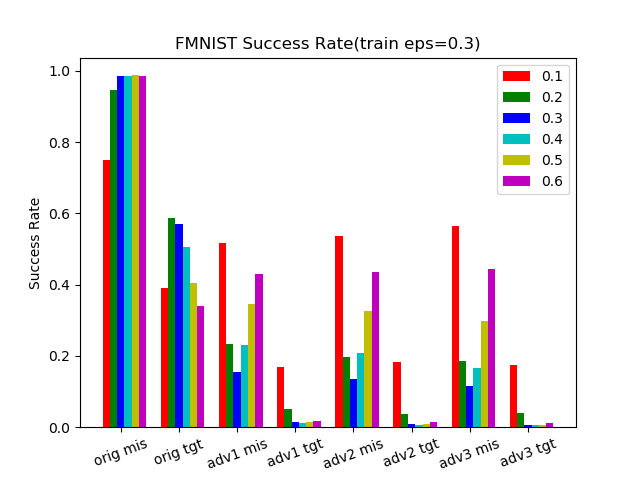 FMNIST Success Rate(train eps=0.3)
Success Rate
1.0
0.8
0.6
0.4
0.2
0.0
0.1
0.2
0.3
0.4
0.5
0.6
orig mis
orig tgt
adv1 mis
adv1 tgt
adv2 mis
adv2 tgt
adv3 mis
adv3 tgt